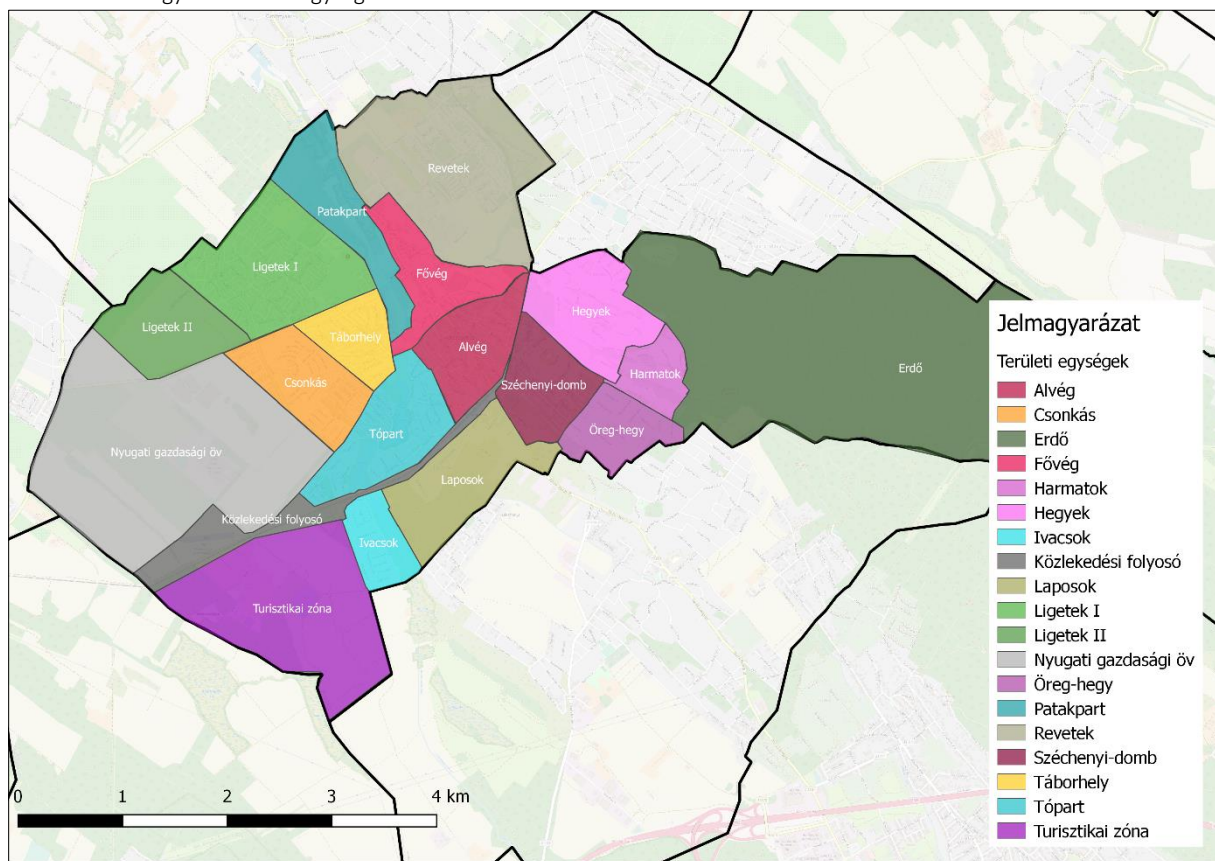 Revetek
Patakpart
Ligetek I
Fővég
Hegyek
Ligetek II
Táborhely
Alvég
Erdő
Harmatok
Csonkás
Széchenyi-domb
Öreg-hegy
Tópart
Nyugati gazdasági öv
Laposok
Közlekedési folyosó
Ivacsok
Turisztikai zóna
0 1 2 3 4 km
Jelmagyarázat
Területi egységek
Alvég
Csonkás
Erdő
Fővég
Harmatok
Hegyek
Ivacsok
Közlekedési folyosó
Laposok
Ligetek I
Ligetek II
Nyugati gazdasági öv
Öreg-hegy
Patakpart
Revetek
Széchenyi-domb
Táborhely
Tópart
Turisztikai zóna